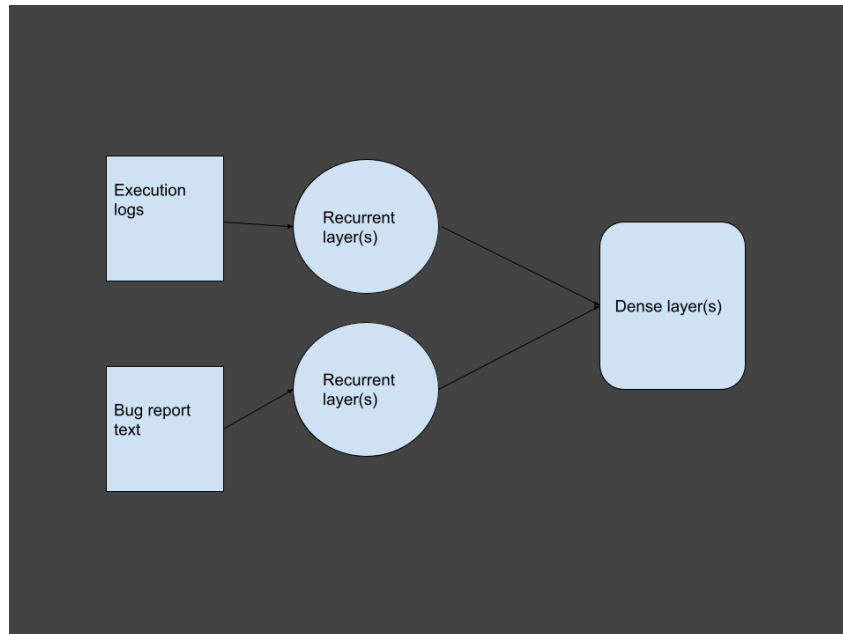 Execution
logs
Recurrent
layer(s)
Dense layer(s)
Recurrent
layer(s)
Bug report
text